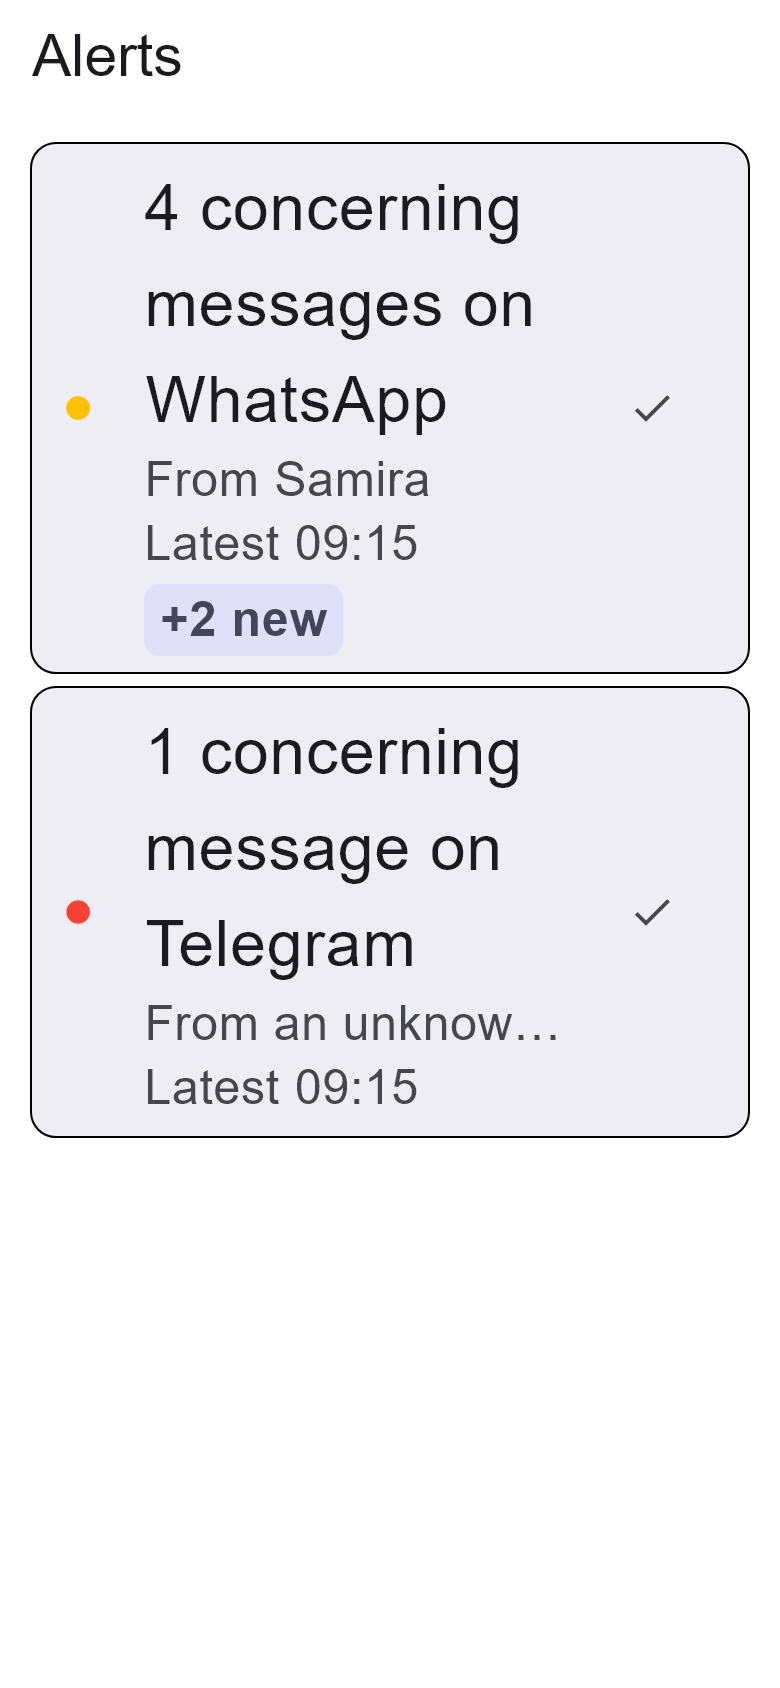 Alerts
4 concerning
messages on
WhatsApp
From Samira
Latest 09:15
+2 new
1 concerning
message on
Telegram
From an unknow…
Latest 09:15